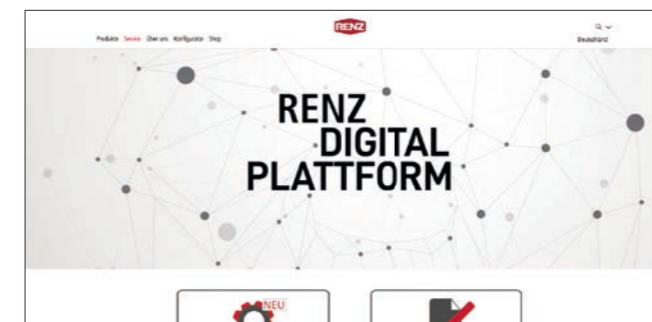 RENZ
Produkte Service Über uns Konfigurator Shop
Deutschland
RENZ
DIGITAL
PLATTFORM
NEU